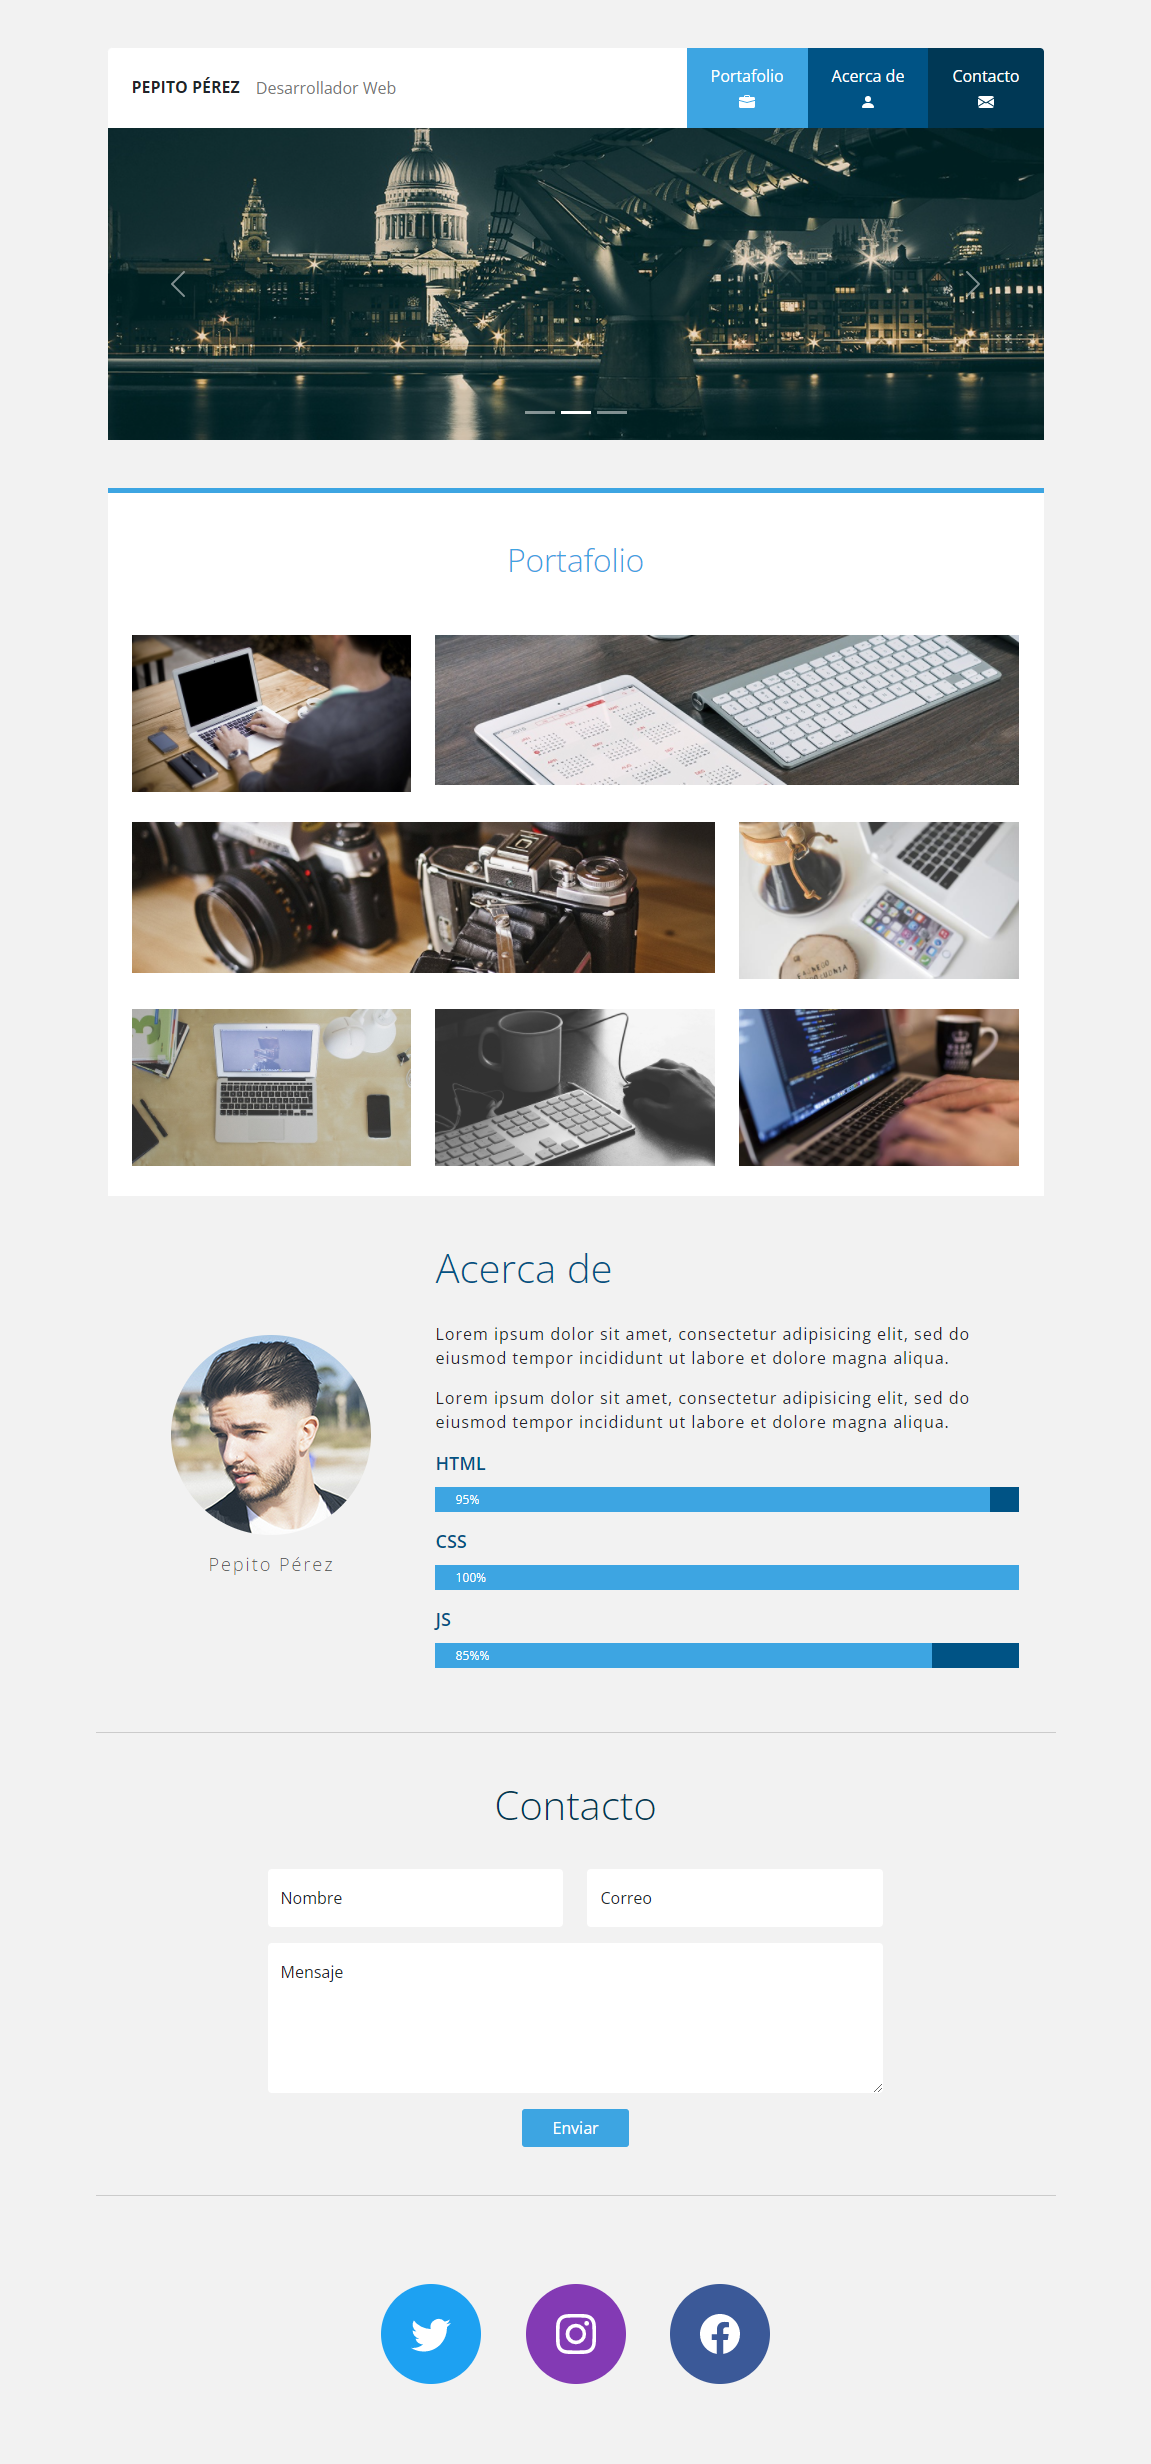 PEPITO PÉREZ Desarrollador Web
Portafolio
Acerca de
Contacto
Portafolio
Acerca de
Lorem ipsum dolor sit amet, consectetur adipisicing elit, sed do
eiusmod tempor incididunt ut labore et dolore magna aliqua.
Lorem ipsum dolor sit amet, consectetur adipisicing elit, sed do
eiusmod tempor incididunt ut labore et dolore magna aliqua.
Pepito Pérez
HTML
95%
CSS
100%
JS
85%%
Contacto
Nombre
Correo
Mensaje
Enviar